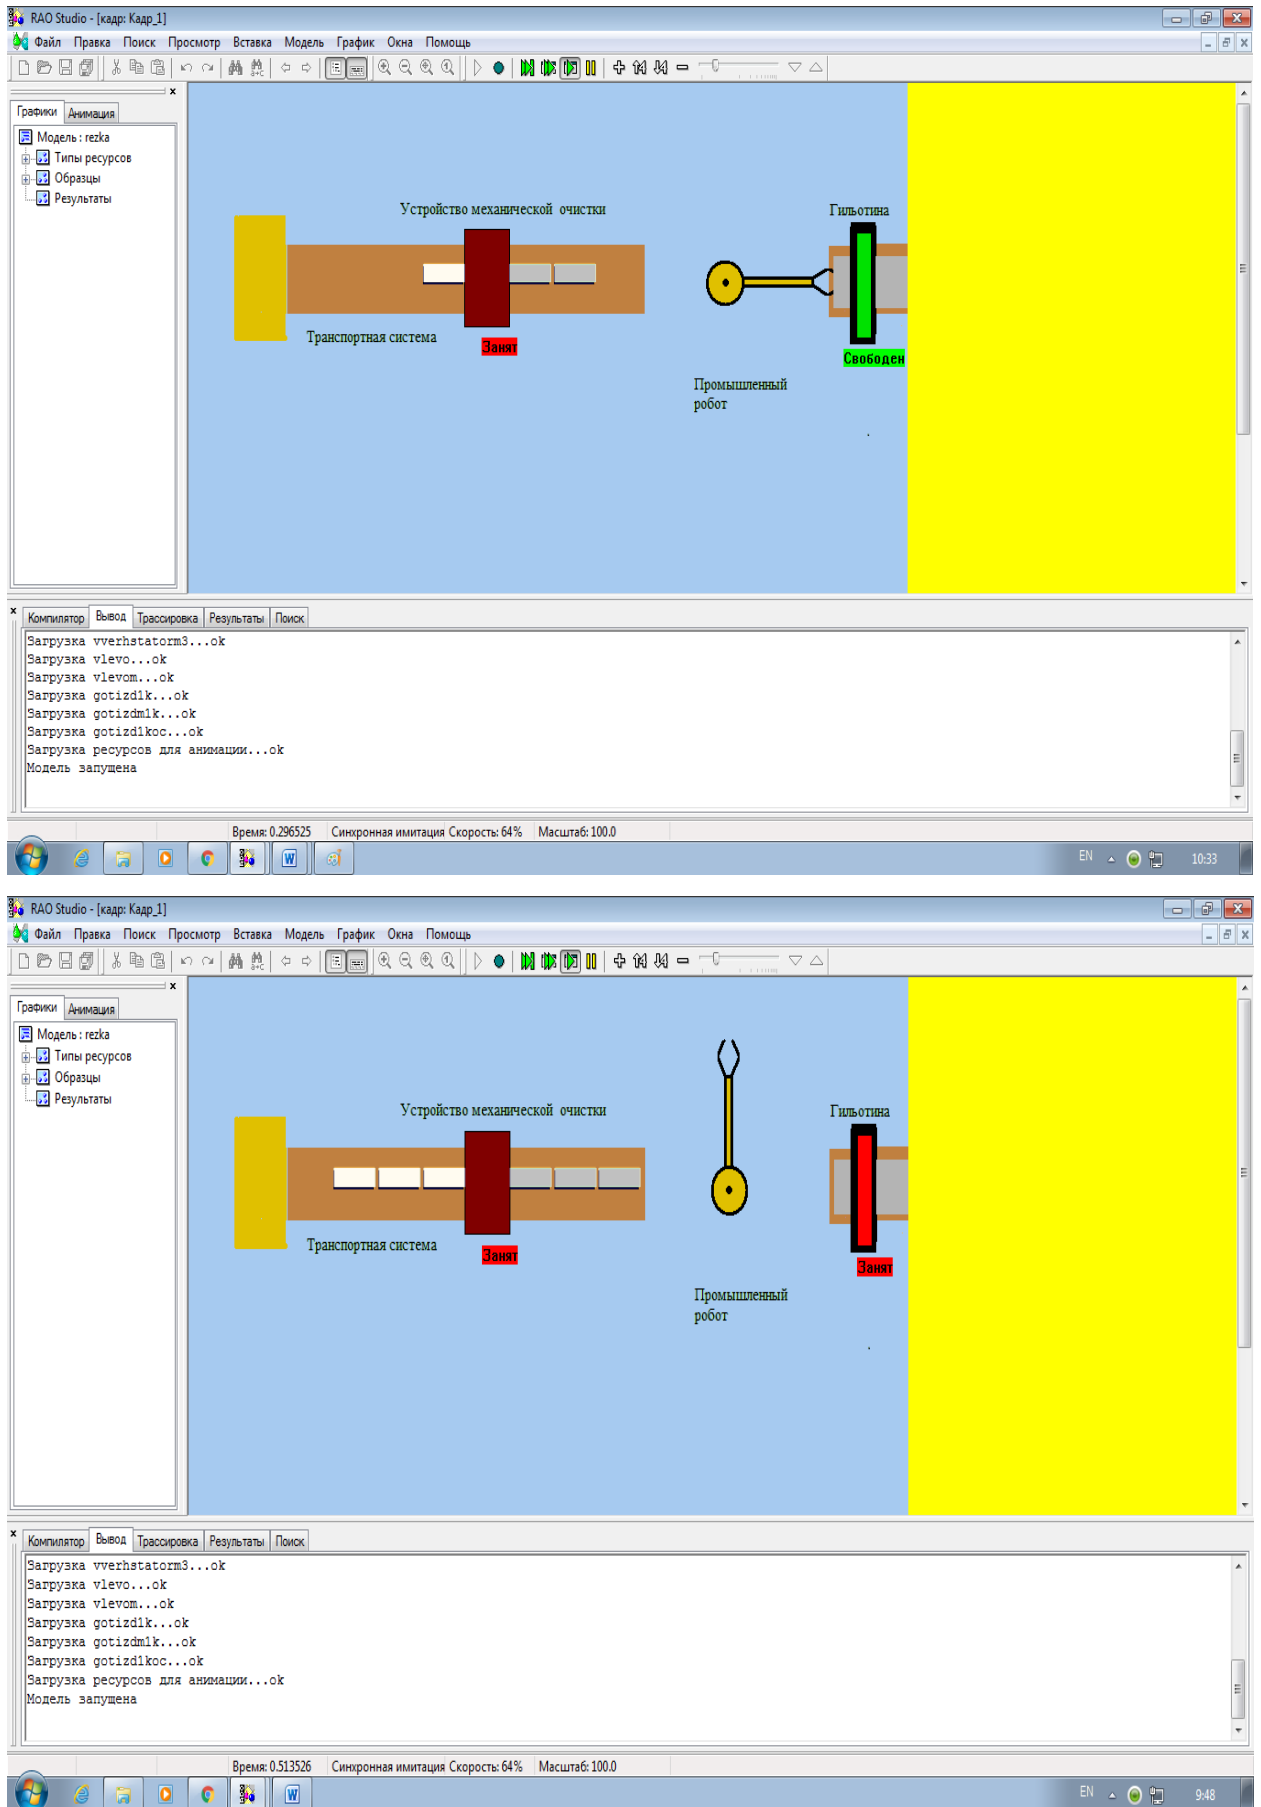 RAO Studio - [кадр: Кадр_1]
Файл Правка Поиск Просмотр Вставка Модель График Окна Помощь
Графики Анимация
Модель : rezka
Типы ресурсов
Образцы
Результаты
Устройство механической очистки
Гильотина
Транспортная система
Занят
Свободен
Промышленный
робот
Компилятор Вывод Трассировка Результаты Поиск
Загрузка vverhstatorm3...ok
Загрузка vlevo...ok
Загрузка vlevom...ok
Загрузка gotizd1k...ok
Загрузка gotizdm1k...ok
Загрузка gotizd1koc...ok
Загрузка ресурсов для анимации...ok
Модель запущена
Время: 0.296525 Синхронная имитация Скорость: 64% Масштаб: 100.0
EN 10:33
RAO Studio - [кадр: Кадр_1]
Файл Правка Поиск Просмотр Вставка Модель График Окна Помощь
Графики Анимация
Модель : rezka
Типы ресурсов
Образцы
Результаты
Устройство механической очистки
Гильотина
Транспортная система
Занят
Занят
Промышленный
робот
Компилятор Вывод Трассировка Результаты Поиск
Загрузка vverhstatorm3...ok
Загрузка vlevo...ok
Загрузка vlevom...ok
Загрузка gotizd1k...ok
Загрузка gotizdm1k...ok
Загрузка gotizd1koc...ok
Загрузка ресурсов для анимации...ok
Модель запущена
Время: 0.513526 Синхронная имитация Скорость: 64% Масштаб: 100.0
EN 9:48